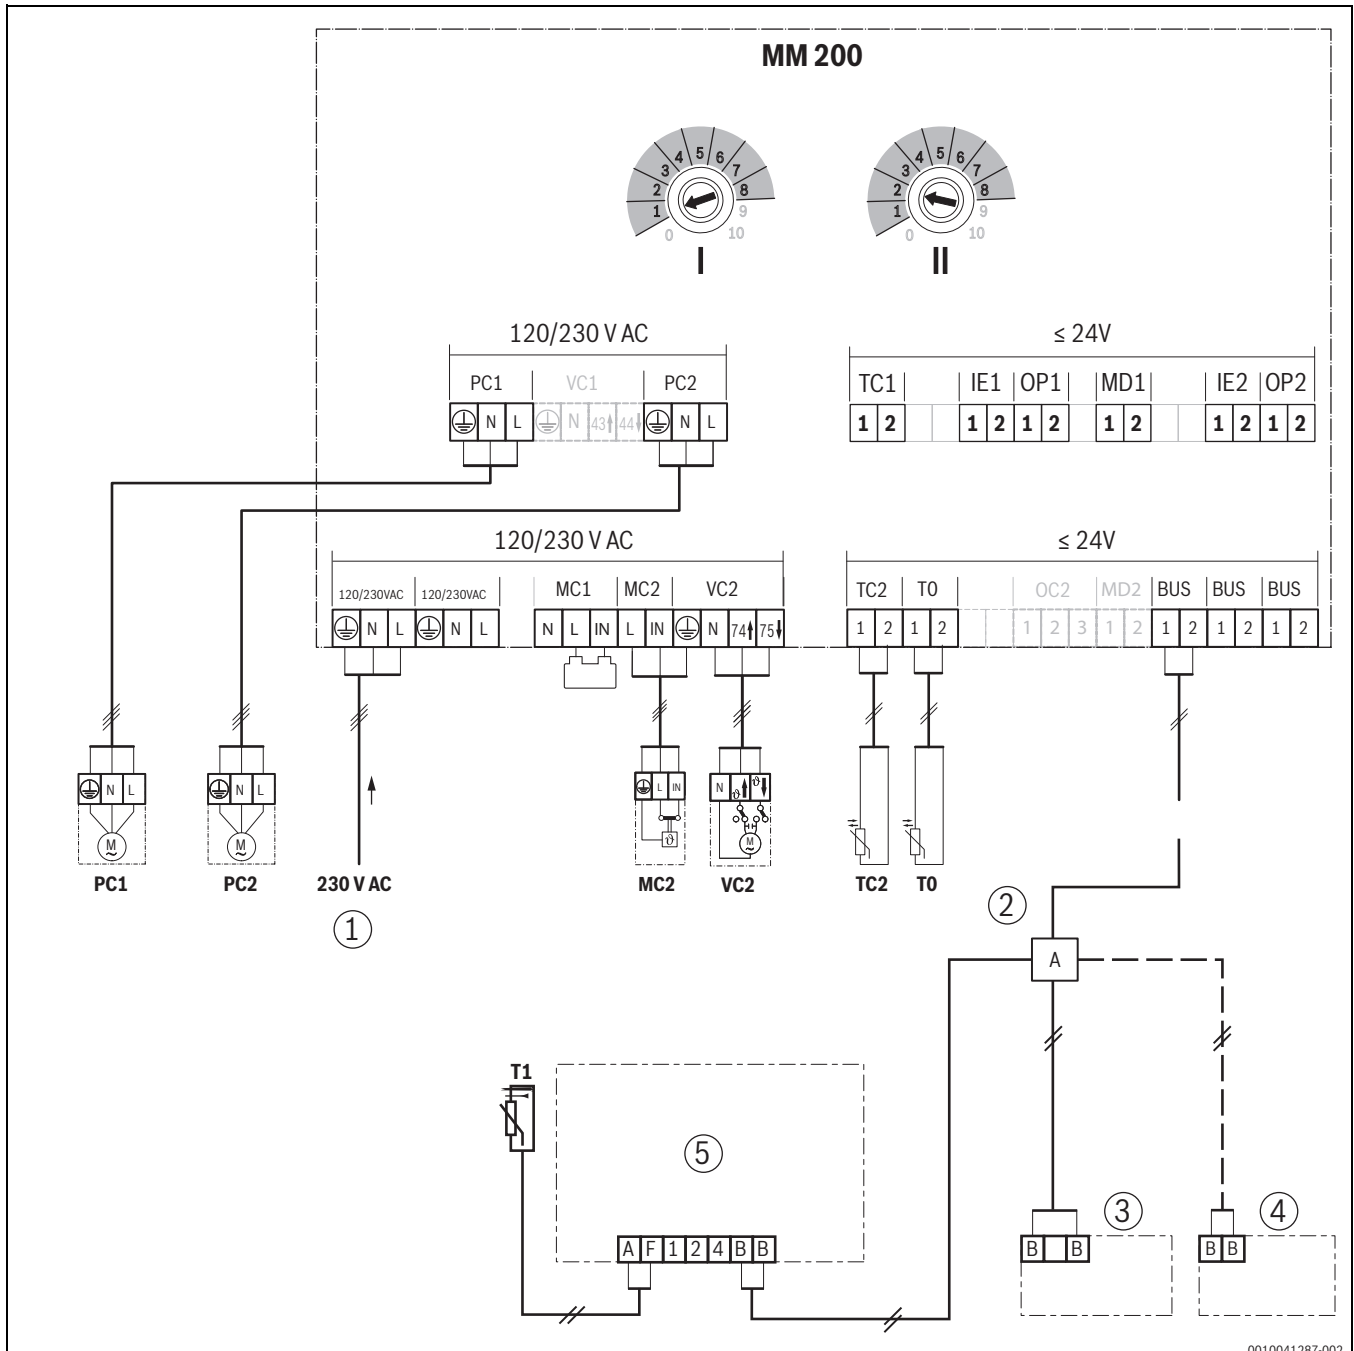 MM 200
5 5
4 6 4 6
3 7 3 7
2 8 2 8
1 9 1 9
0 10 0 10
I II
120/230 V AC ≤ 24V
PC1 VC1 PC2 TC1 IE1 OP1 MD1 IE2 OP2
N L N 43 44 N L 1 2 1 2 1 2 1 2 1 2 1 2
120/230 V AC ≤ 24V
120/230VAC 120/230VAC MC1 MC2 VC2 TC2 T0 OC2 MD2 BUS BUS BUS
N L N L N L IN L IN N 74 75 1 2 1 2 1 2 3 1 2 1 2 1 2 1 2
N L N L L IN N ϑ ϑ
M M ϑ M
~ ~ ~
PC1 PC2 230 V AC MC2 VC2 TC2 T0
1 2
A
T1
5
3 4
A F 1 2 4 B B B B B B
0010041287-002